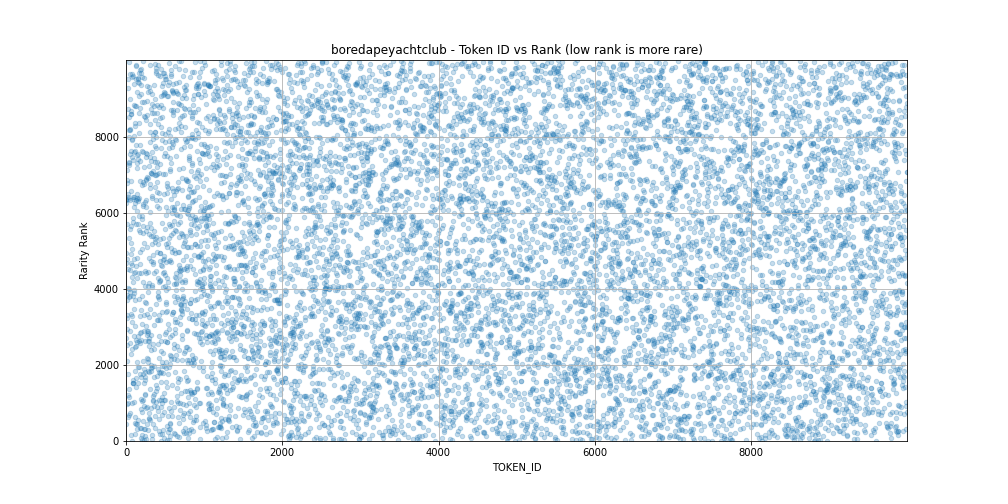 boredapeyachtclub - Token ID vs Rank (low rank is more rare)
Rarity Rank
8000
6000
4000
2000
0
0 2000 4000 6000 8000
TOKEN_ID